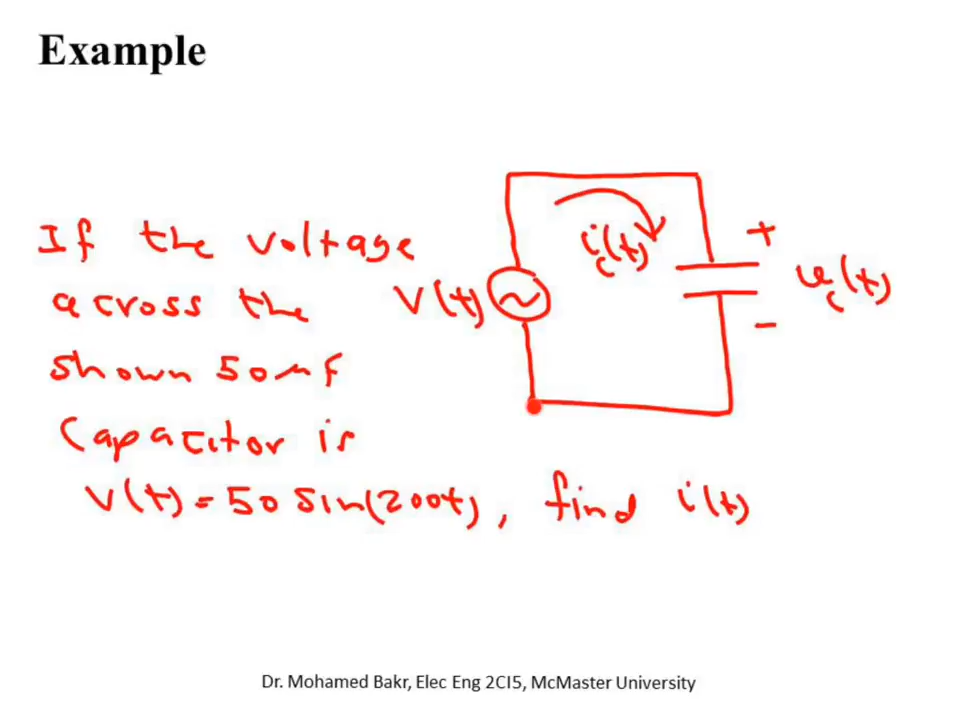 Example
If the voltage
across the
shown 50μF
capacitor is
v(t) = 50 sin(200t), find i(t)
v(t)
i_c(t)
+
v_c(t)
-
Dr. Mohamed Bakr, Elec Eng 2CI5, McMaster University